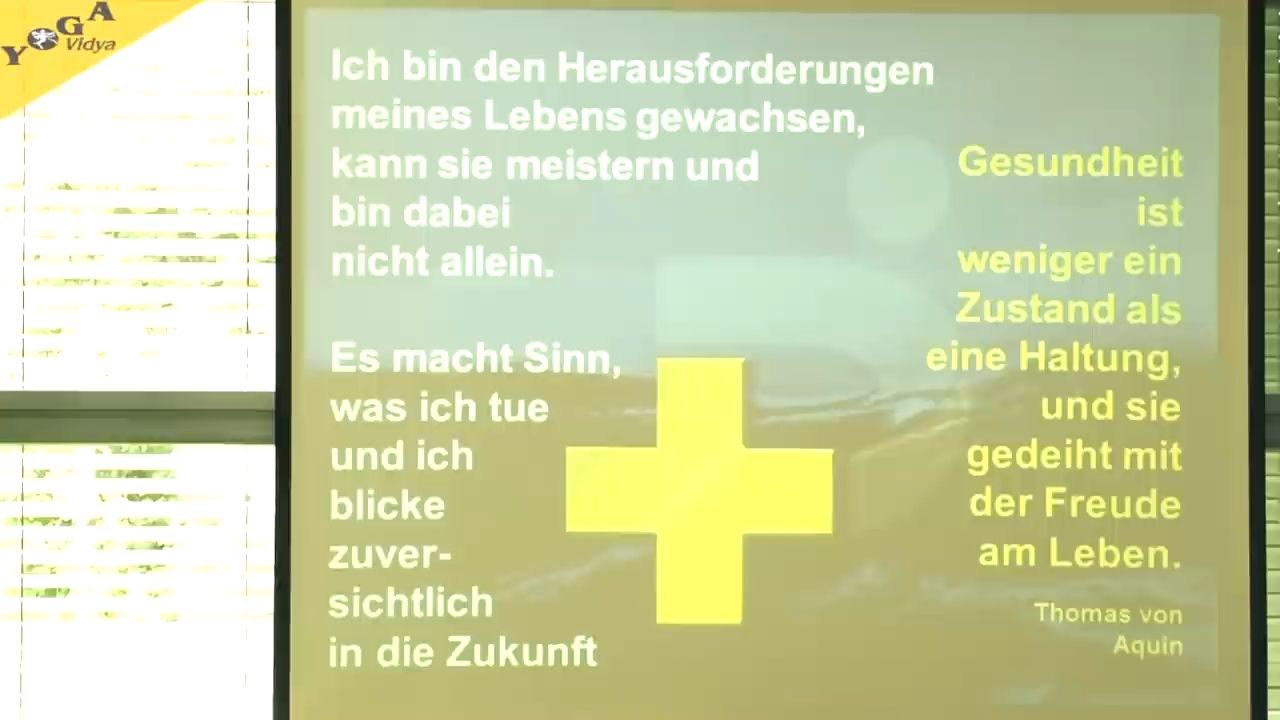 YOGA
Vidya
Ich bin den Herausforderungen
meines Lebens gewachsen,
kann sie meistern und
bin dabei
nicht allein.
Es macht Sinn,
was ich tue
und ich
blicke
zuver-
sichtlich
in die Zukunft
Gesundheit
ist
weniger ein
Zustand als
eine Haltung,
und sie
gedeiht mit
der Freude
am Leben.
Thomas von
Aquin